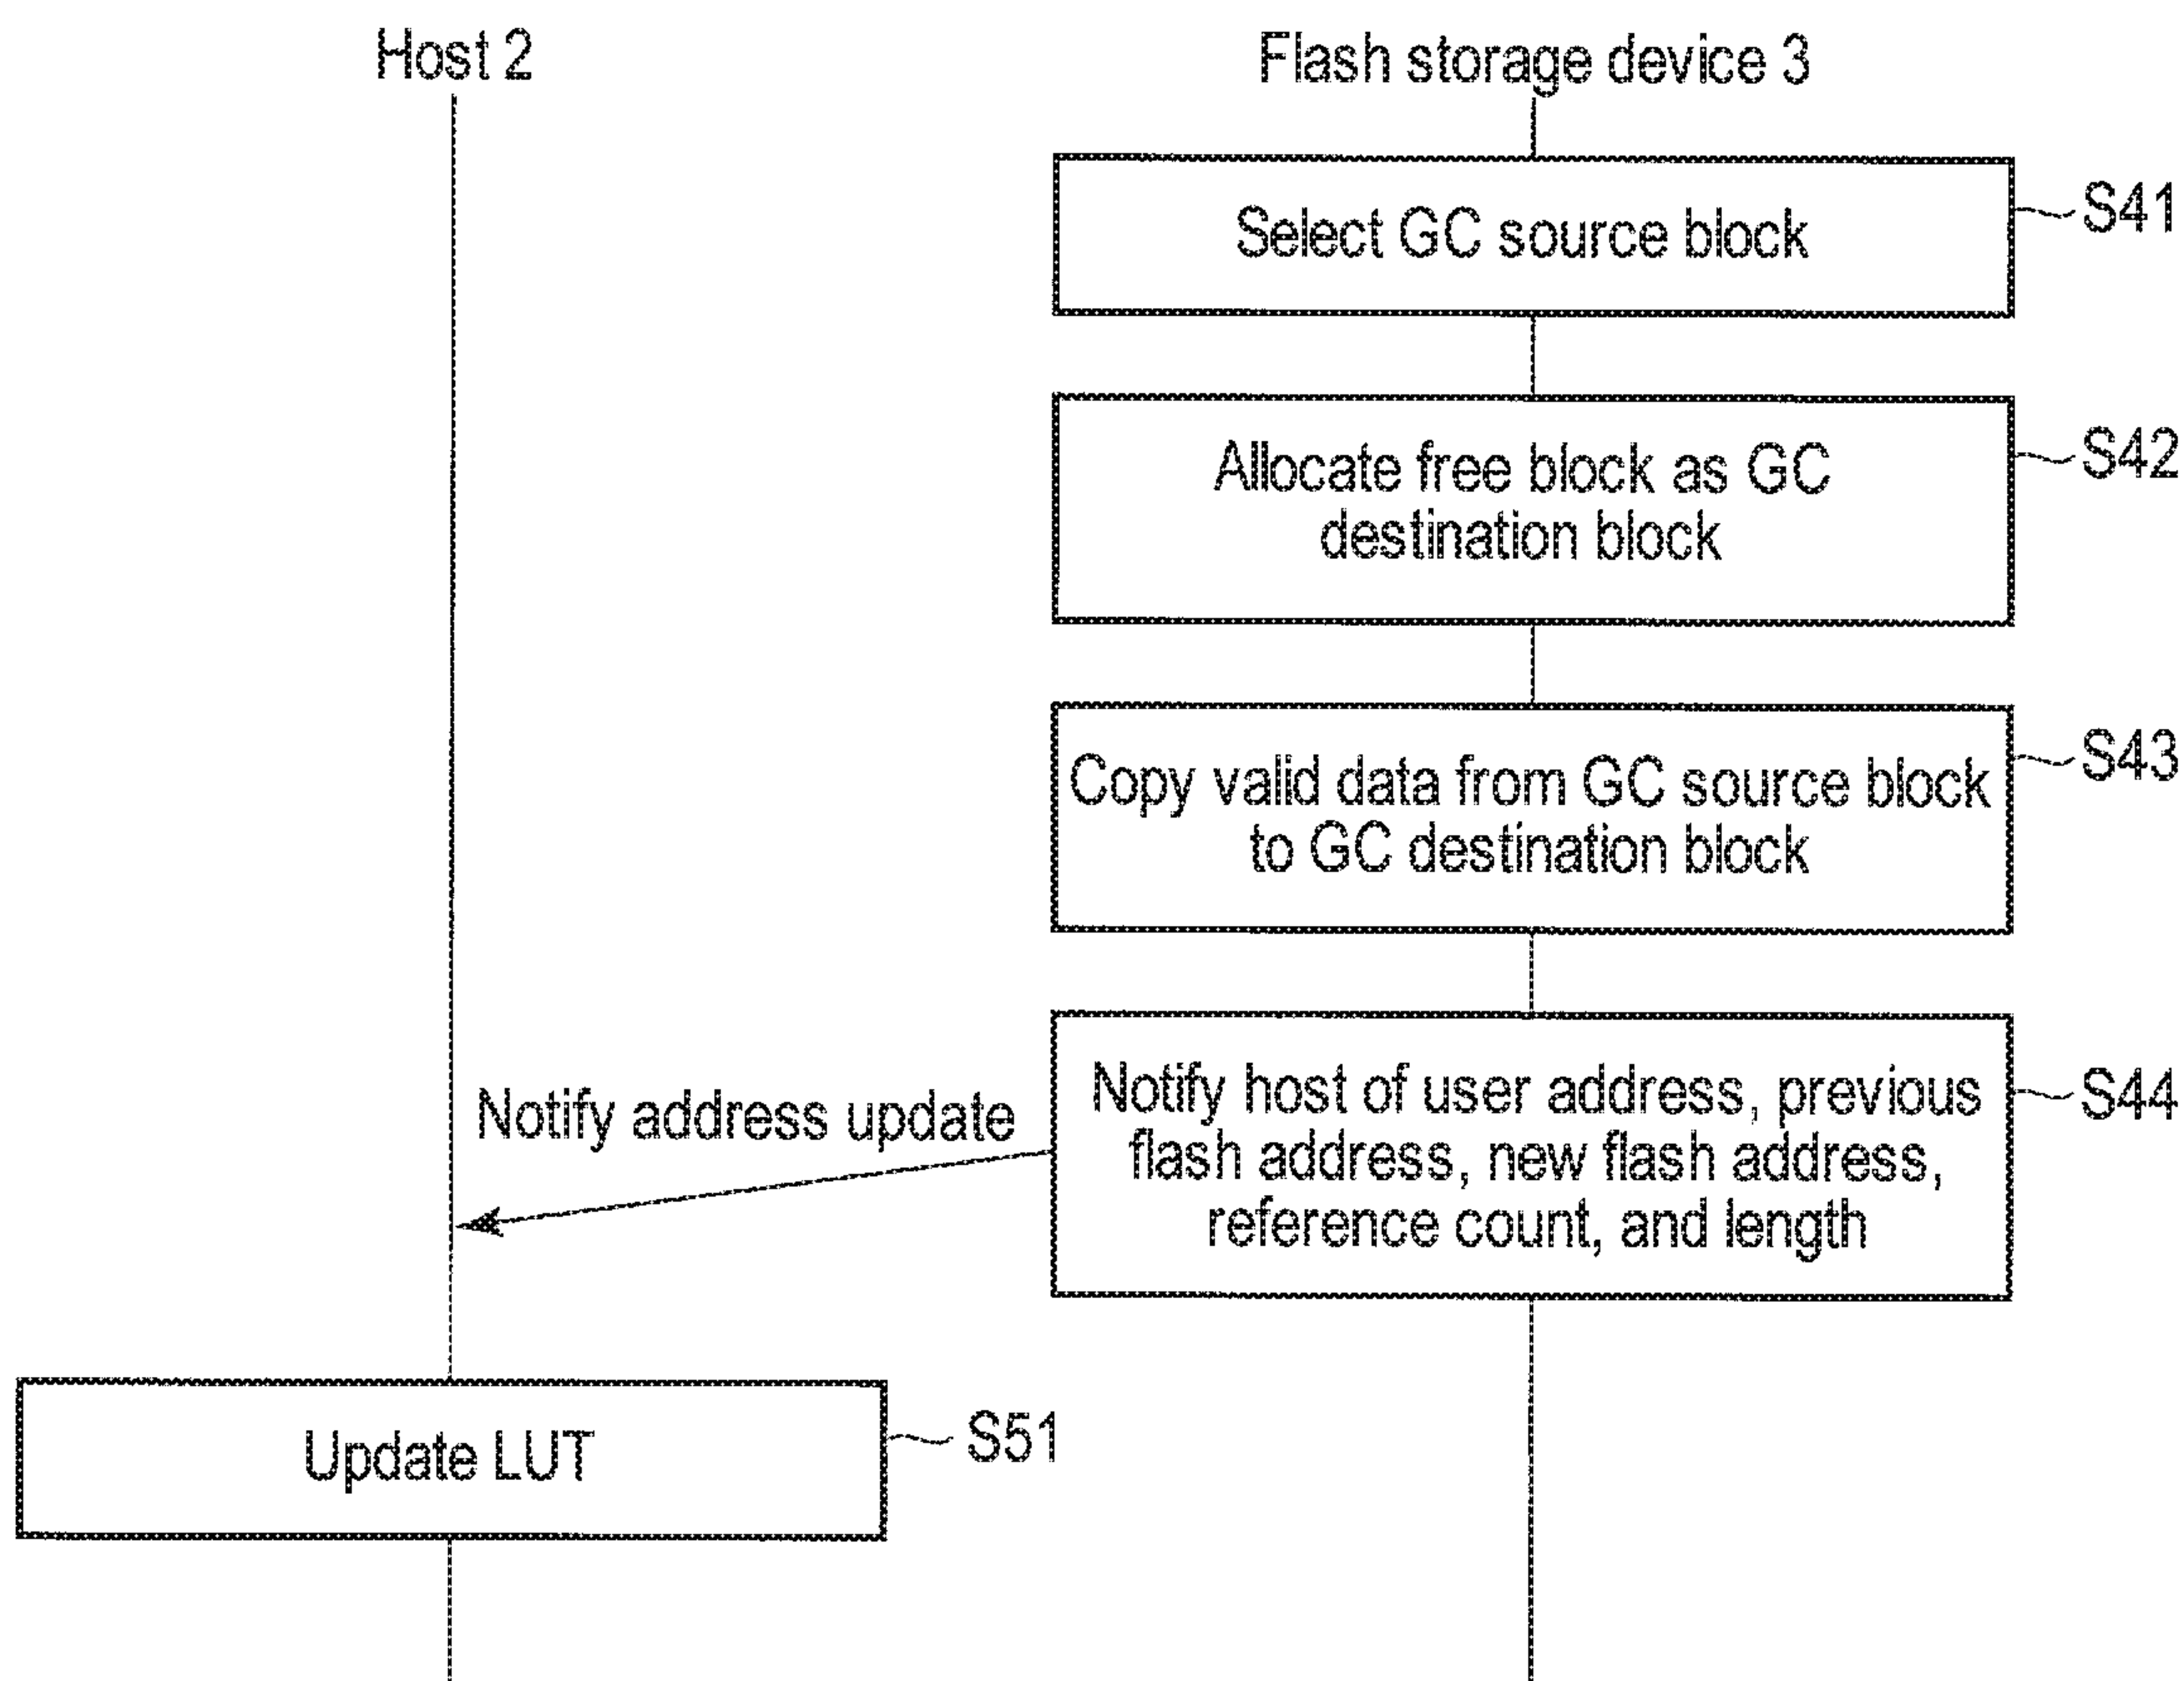 Host 2
Flash storage device 3
Select GC source block
S41
Allocate free block as GC
destination block
S42
Copy valid data from GC source block
to GC destination block
S43
Notify address update
Notify host of user address, previous
flash address, new flash address,
reference count, and length
S44
Update LUT
S51